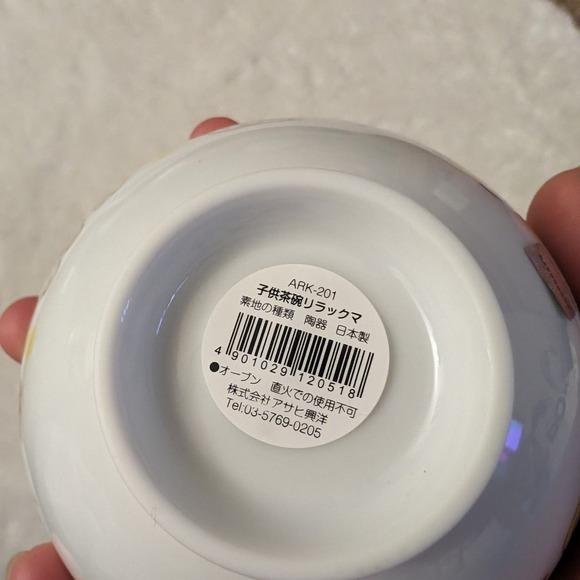 ARK-201
子供茶碗リラックマ
素地の種類 陶器 日本製
4 901029 120518
●オーブン 直火での使用不可
株式会社アサヒ興洋
Tel:03-5769-0205